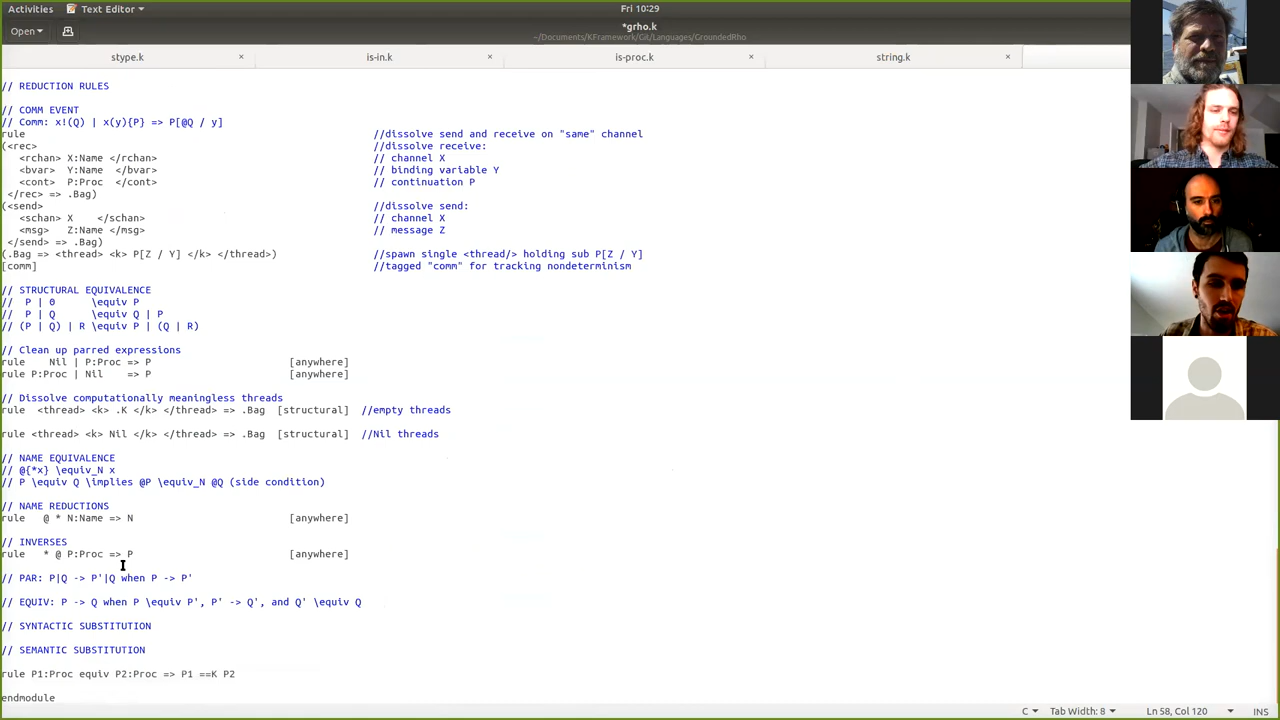 Activities Text Editor Fri 10:29
Open *grho.k
~/Documents/KFramework/Git/Languages/GroundedRho
stype.k × is-in.k × is-proc.k × string.k ×
// REDUCTION RULES
// COMM EVENT
// Comm: x!(Q) | x(y){P} => P[@Q / y]
rule //dissolve send and receive on "same" channel
(<rec> //dissolve receive:
<rchan> X:Name </rchan> // channel X
<bvar> Y:Name </bvar> // binding variable Y
<cont> P:Proc </cont> // continuation P
</rec> => .Bag)
(<send> //dissolve send:
<schan> X </schan> // channel X
<msg> Z:Name </msg> // message Z
</send> => .Bag)
(.Bag => <thread> <k> P[Z / Y] </k> </thread>) //spawn single <thread/> holding sub P[Z / Y]
[comm] //tagged "comm" for tracking nondeterminism
// STRUCTURAL EQUIVALENCE
// P | 0 \equiv P
// P | Q \equiv Q | P
// (P | Q) | R \equiv P | (Q | R)
// Clean up parred expressions
rule Nil | P:Proc => P [anywhere]
rule P:Proc | Nil => P [anywhere]
// Dissolve computationally meaningless threads
rule <thread> <k> .K </k> </thread> => .Bag [structural] //empty threads
rule <thread> <k> Nil </k> </thread> => .Bag [structural] //Nil threads
// NAME EQUIVALENCE
// @{*x} \equiv_N x
// P \equiv Q \implies @P \equiv_N @Q (side condition)
// NAME REDUCTIONS
rule @ * N:Name => N [anywhere]
// INVERSES
rule * @ P:Proc => P [anywhere]
// PAR: P|Q -> P'|Q when P -> P'
// EQUIV: P -> Q when P \equiv P', P' -> Q', and Q' \equiv Q
// SYNTACTIC SUBSTITUTION
// SEMANTIC SUBSTITUTION
rule P1:Proc equiv P2:Proc => P1 ==K P2
endmodule
C Tab Width: 8 Ln 58, Col 120 INS